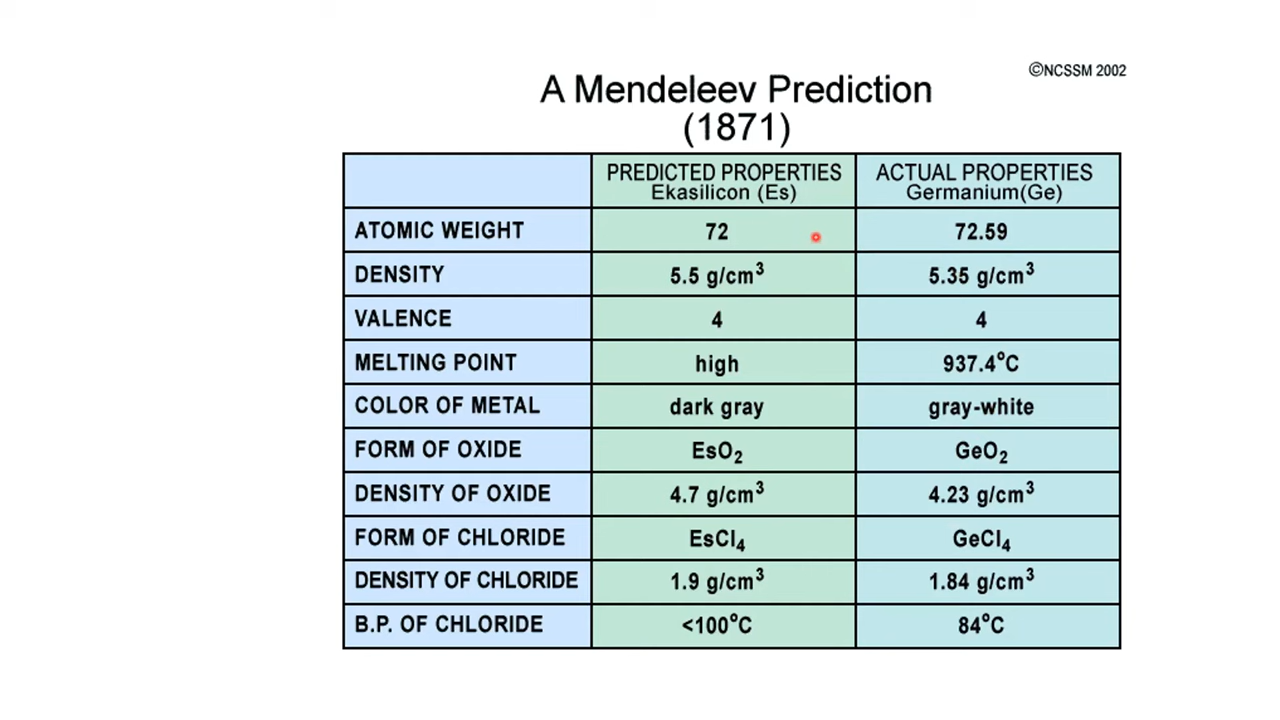 ©NCSSM 2002
A Mendeleev Prediction
(1871)
PREDICTED PROPERTIES ACTUAL PROPERTIES
Ekasilicon (Es) Germanium(Ge)
ATOMIC WEIGHT 72 72.59
DENSITY 5.5 g/cm³ 5.35 g/cm³
VALENCE 4 4
MELTING POINT high 937.4°C
COLOR OF METAL dark gray gray-white
FORM OF OXIDE EsO₂ GeO₂
DENSITY OF OXIDE 4.7 g/cm³ 4.23 g/cm³
FORM OF CHLORIDE EsCl₄ GeCl₄
DENSITY OF CHLORIDE 1.9 g/cm³ 1.84 g/cm³
B.P. OF CHLORIDE <100°C 84°C